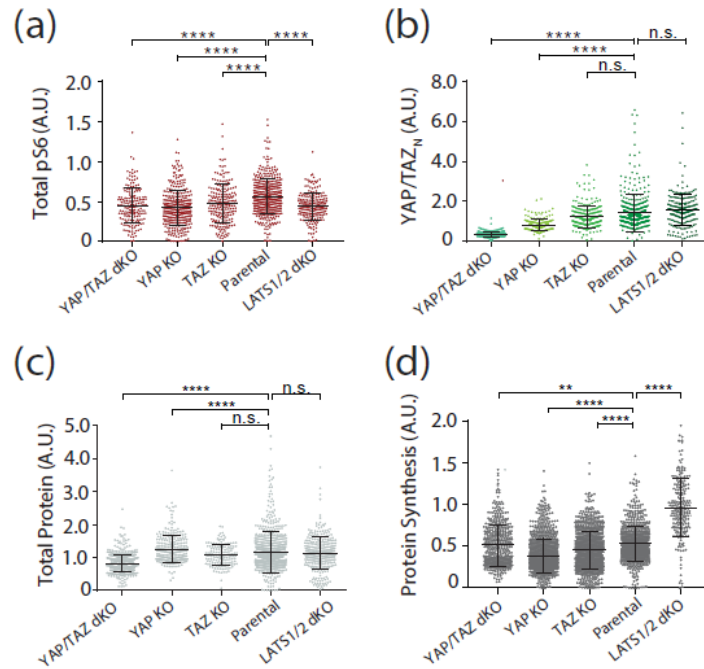 (a)
****
****
****
****
Total pS6 (A.U.)
2.0
1.5
1.0
0.5
0
YAP/TAZ dKO
YAP KO
TAZ KO
Parental
LATS1/2 dKO
(b)
****
n.s.
****
n.s.
YAP/TAZN (A.U.)
8.0
6.0
4.0
2.0
0
YAP/TAZ dKO
YAP KO
TAZ KO
Parental
LATS1/2 dKO
(c)
****
n.s.
****
n.s.
Total Protein (A.U.)
5.0
4.0
3.0
2.0
1.0
0
YAP/TAZ dKO
YAP KO
TAZ KO
Parental
LATS1/2 dKO
(d)
**
****
****
****
Protein Synthesis (A.U.)
2.0
1.5
1.0
0.5
0
YAP/TAZ dKO
YAP KO
TAZ KO
Parental
LATS1/2 dKO